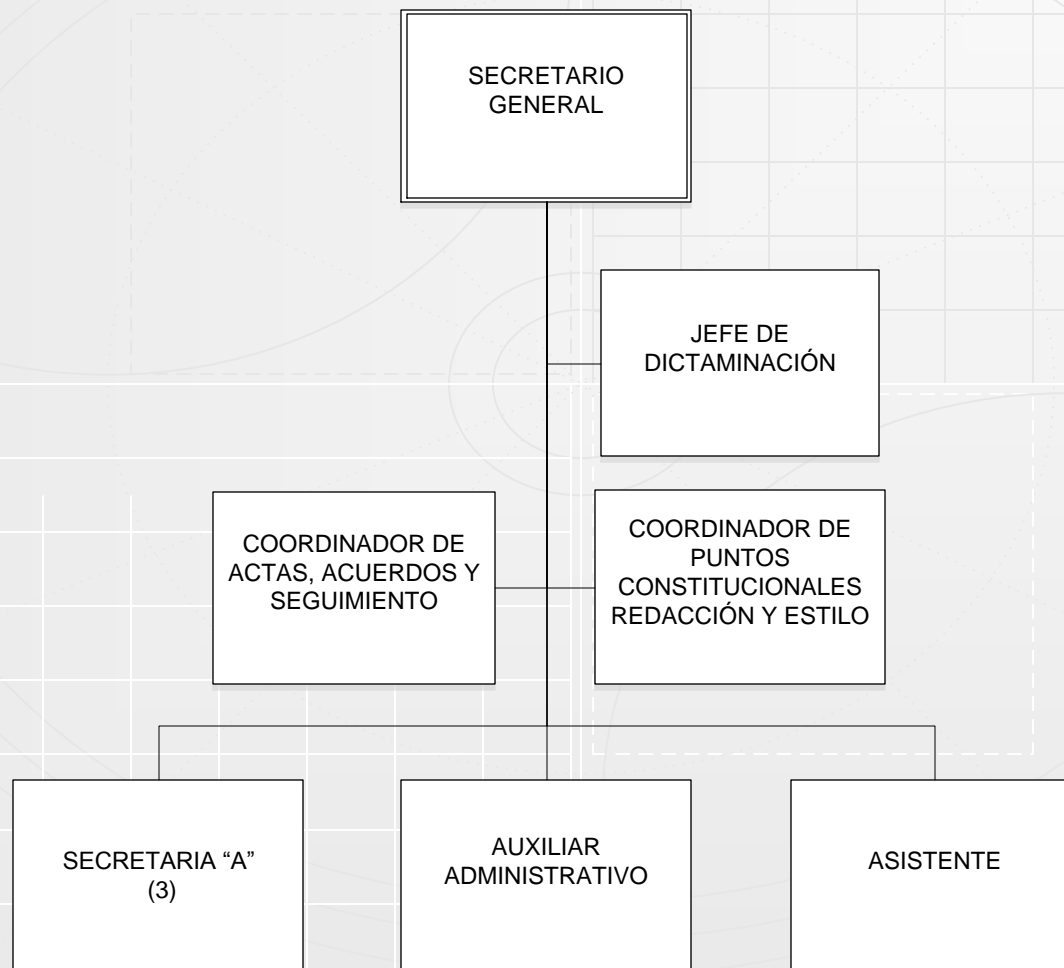 SECRETARIO
GENERAL
JEFE DE
DICTAMINACIÓN
COORDINADOR DE
ACTAS, ACUERDOS Y
SEGUIMIENTO
COORDINADOR DE
PUNTOS
CONSTITUCIONALES
REDACCIÓN Y ESTILO
SECRETARIA “A”
(3)
AUXILIAR
ADMINISTRATIVO
ASISTENTE